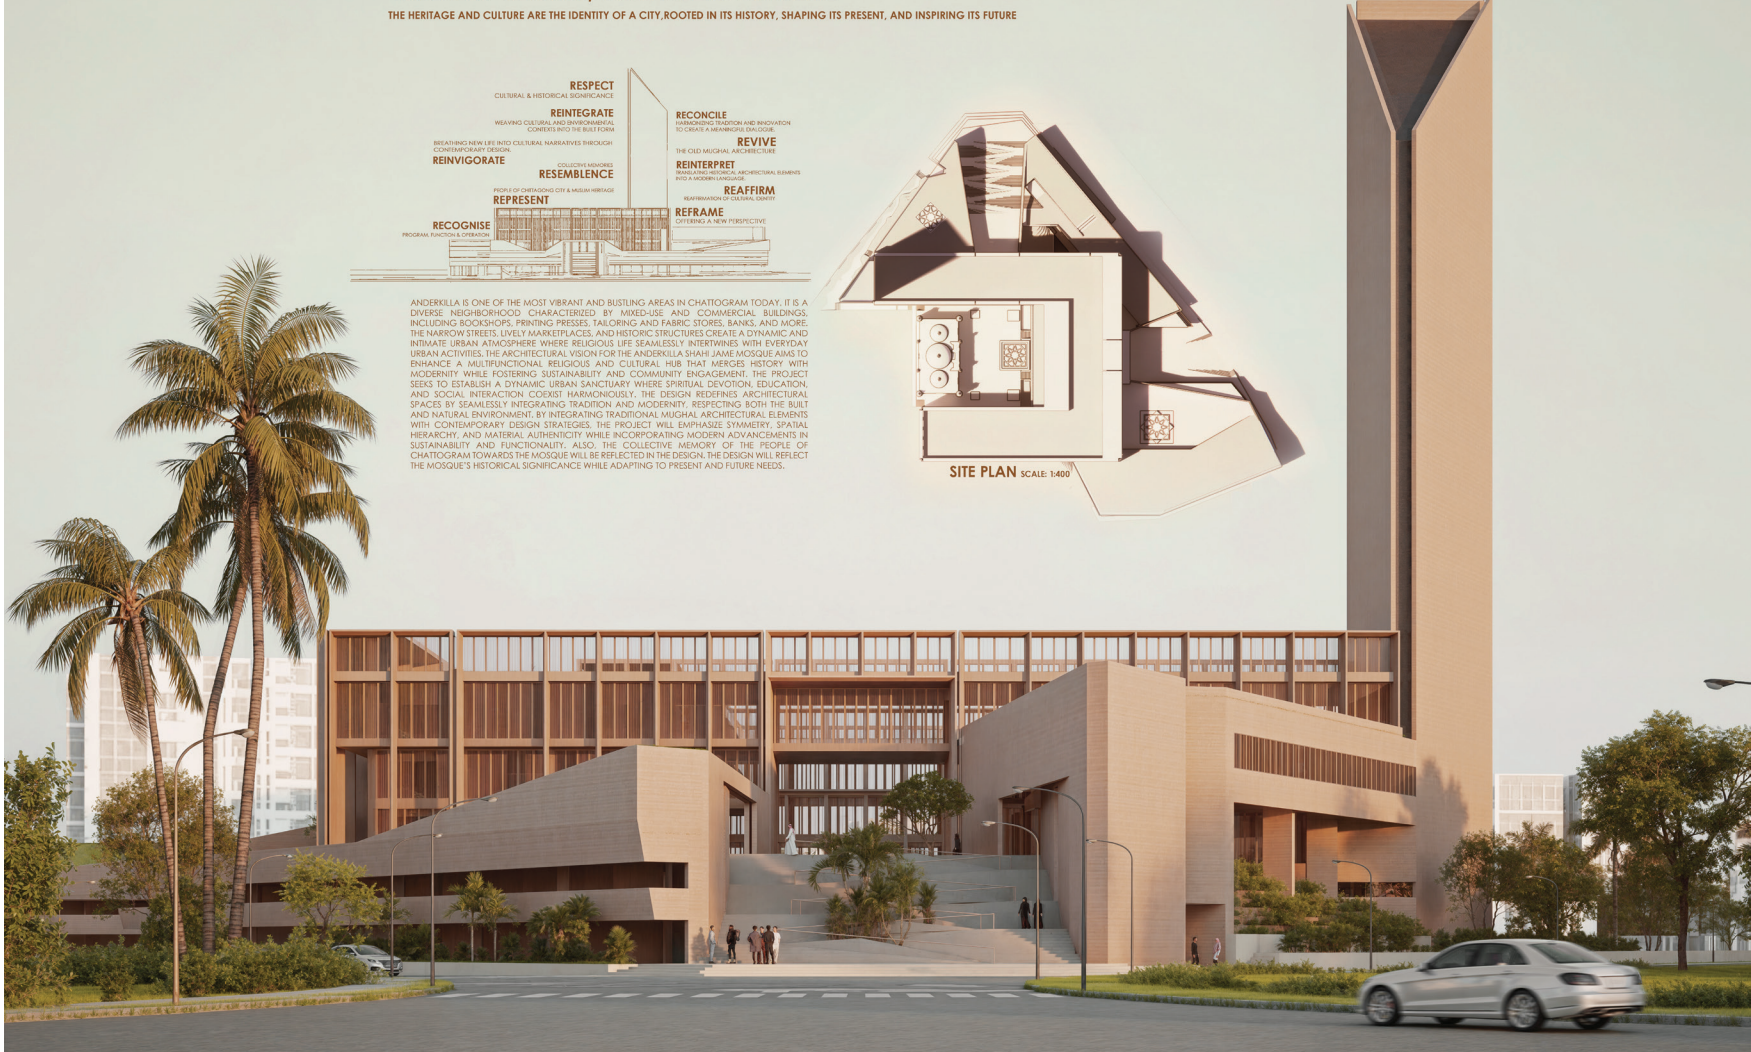 THE HERITAGE AND CULTURE ARE THE IDENTITY OF A CITY,ROOTED IN ITS HISTORY, SHAPING ITS PRESENT, AND INSPIRING ITS FUTURE
RESPECT
CULTURAL & HISTORICAL SIGNIFICANCE
REINTEGRATE
WEAVING CULTURAL AND ENVIRONMENTAL
CONTEXTS INTO THE BUILT FORM
BREATHING NEW LIFE INTO CULTURAL NARRATIVES THROUGH
CONTEMPORARY DESIGN.
REINVIGORATE
COLLECTIVE MEMORIES
RESEMBLENCE
PEOPLE OF CHITTAGONG CITY & MUSLIM HERITAGE
REPRESENT
RECOGNISE
PROGRAM, FUNCTION & OPERATION
RECONCILE
HARMONIZING TRADITION AND INNOVATION
TO CREATE A MEANINGFUL DIALOGUE.
REVIVE
THE OLD MUGHAL ARCHITECTURE
REINTERPRET
TRANSLATING HISTORICAL ARCHITECTURAL ELEMENTS
INTO A MODERN LANGUAGE.
REAFFIRM
REAFFIRMATION OF CULTURAL IDENTITY
REFRAME
OFFERING A NEW PERSPECTIVE
ANDERKILLA IS ONE OF THE MOST VIBRANT AND BUSTLING AREAS IN CHATTOGRAM TODAY. IT IS A
DIVERSE NEIGHBORHOOD CHARACTERIZED BY MIXED-USE AND COMMERCIAL BUILDINGS,
INCLUDING BOOKSHOPS, PRINTING PRESSES, TAILORING AND FABRIC STORES, BANKS, AND MORE.
THE NARROW STREETS, LIVELY MARKETPLACES, AND HISTORIC STRUCTURES CREATE A DYNAMIC AND
INTIMATE URBAN ATMOSPHERE WHERE RELIGIOUS LIFE SEAMLESSLY INTERTWINES WITH EVERYDAY
URBAN ACTIVITIES. THE ARCHITECTURAL VISION FOR THE ANDERKILLA SHAHI JAME MOSQUE AIMS TO
ENHANCE A MULTIFUNCTIONAL RELIGIOUS AND CULTURAL HUB THAT MERGES HISTORY WITH
MODERNITY WHILE FOSTERING SUSTAINABILITY AND COMMUNITY ENGAGEMENT. THE PROJECT
SEEKS TO ESTABLISH A DYNAMIC URBAN SANCTUARY WHERE SPIRITUAL DEVOTION, EDUCATION,
AND SOCIAL INTERACTION COEXIST HARMONIOUSLY. THE DESIGN REDEFINES ARCHITECTURAL
SPACES BY SEAMLESSLY INTEGRATING TRADITION AND MODERNITY, RESPECTING BOTH THE BUILT
AND NATURAL ENVIRONMENT. BY INTEGRATING TRADITIONAL MUGHAL ARCHITECTURAL ELEMENTS
WITH CONTEMPORARY DESIGN STRATEGIES, THE PROJECT WILL EMPHASIZE SYMMETRY, SPATIAL
HIERARCHY, AND MATERIAL AUTHENTICITY WHILE INCORPORATING MODERN ADVANCEMENTS IN
SUSTAINABILITY AND FUNCTIONALITY. ALSO, THE COLLECTIVE MEMORY OF THE PEOPLE OF
CHATTOGRAM TOWARDS THE MOSQUE WILL BE REFLECTED IN THE DESIGN. THE DESIGN WILL REFLECT
THE MOSQUE'S HISTORICAL SIGNIFICANCE WHILE ADAPTING TO PRESENT AND FUTURE NEEDS.
SITE PLAN SCALE: 1:400